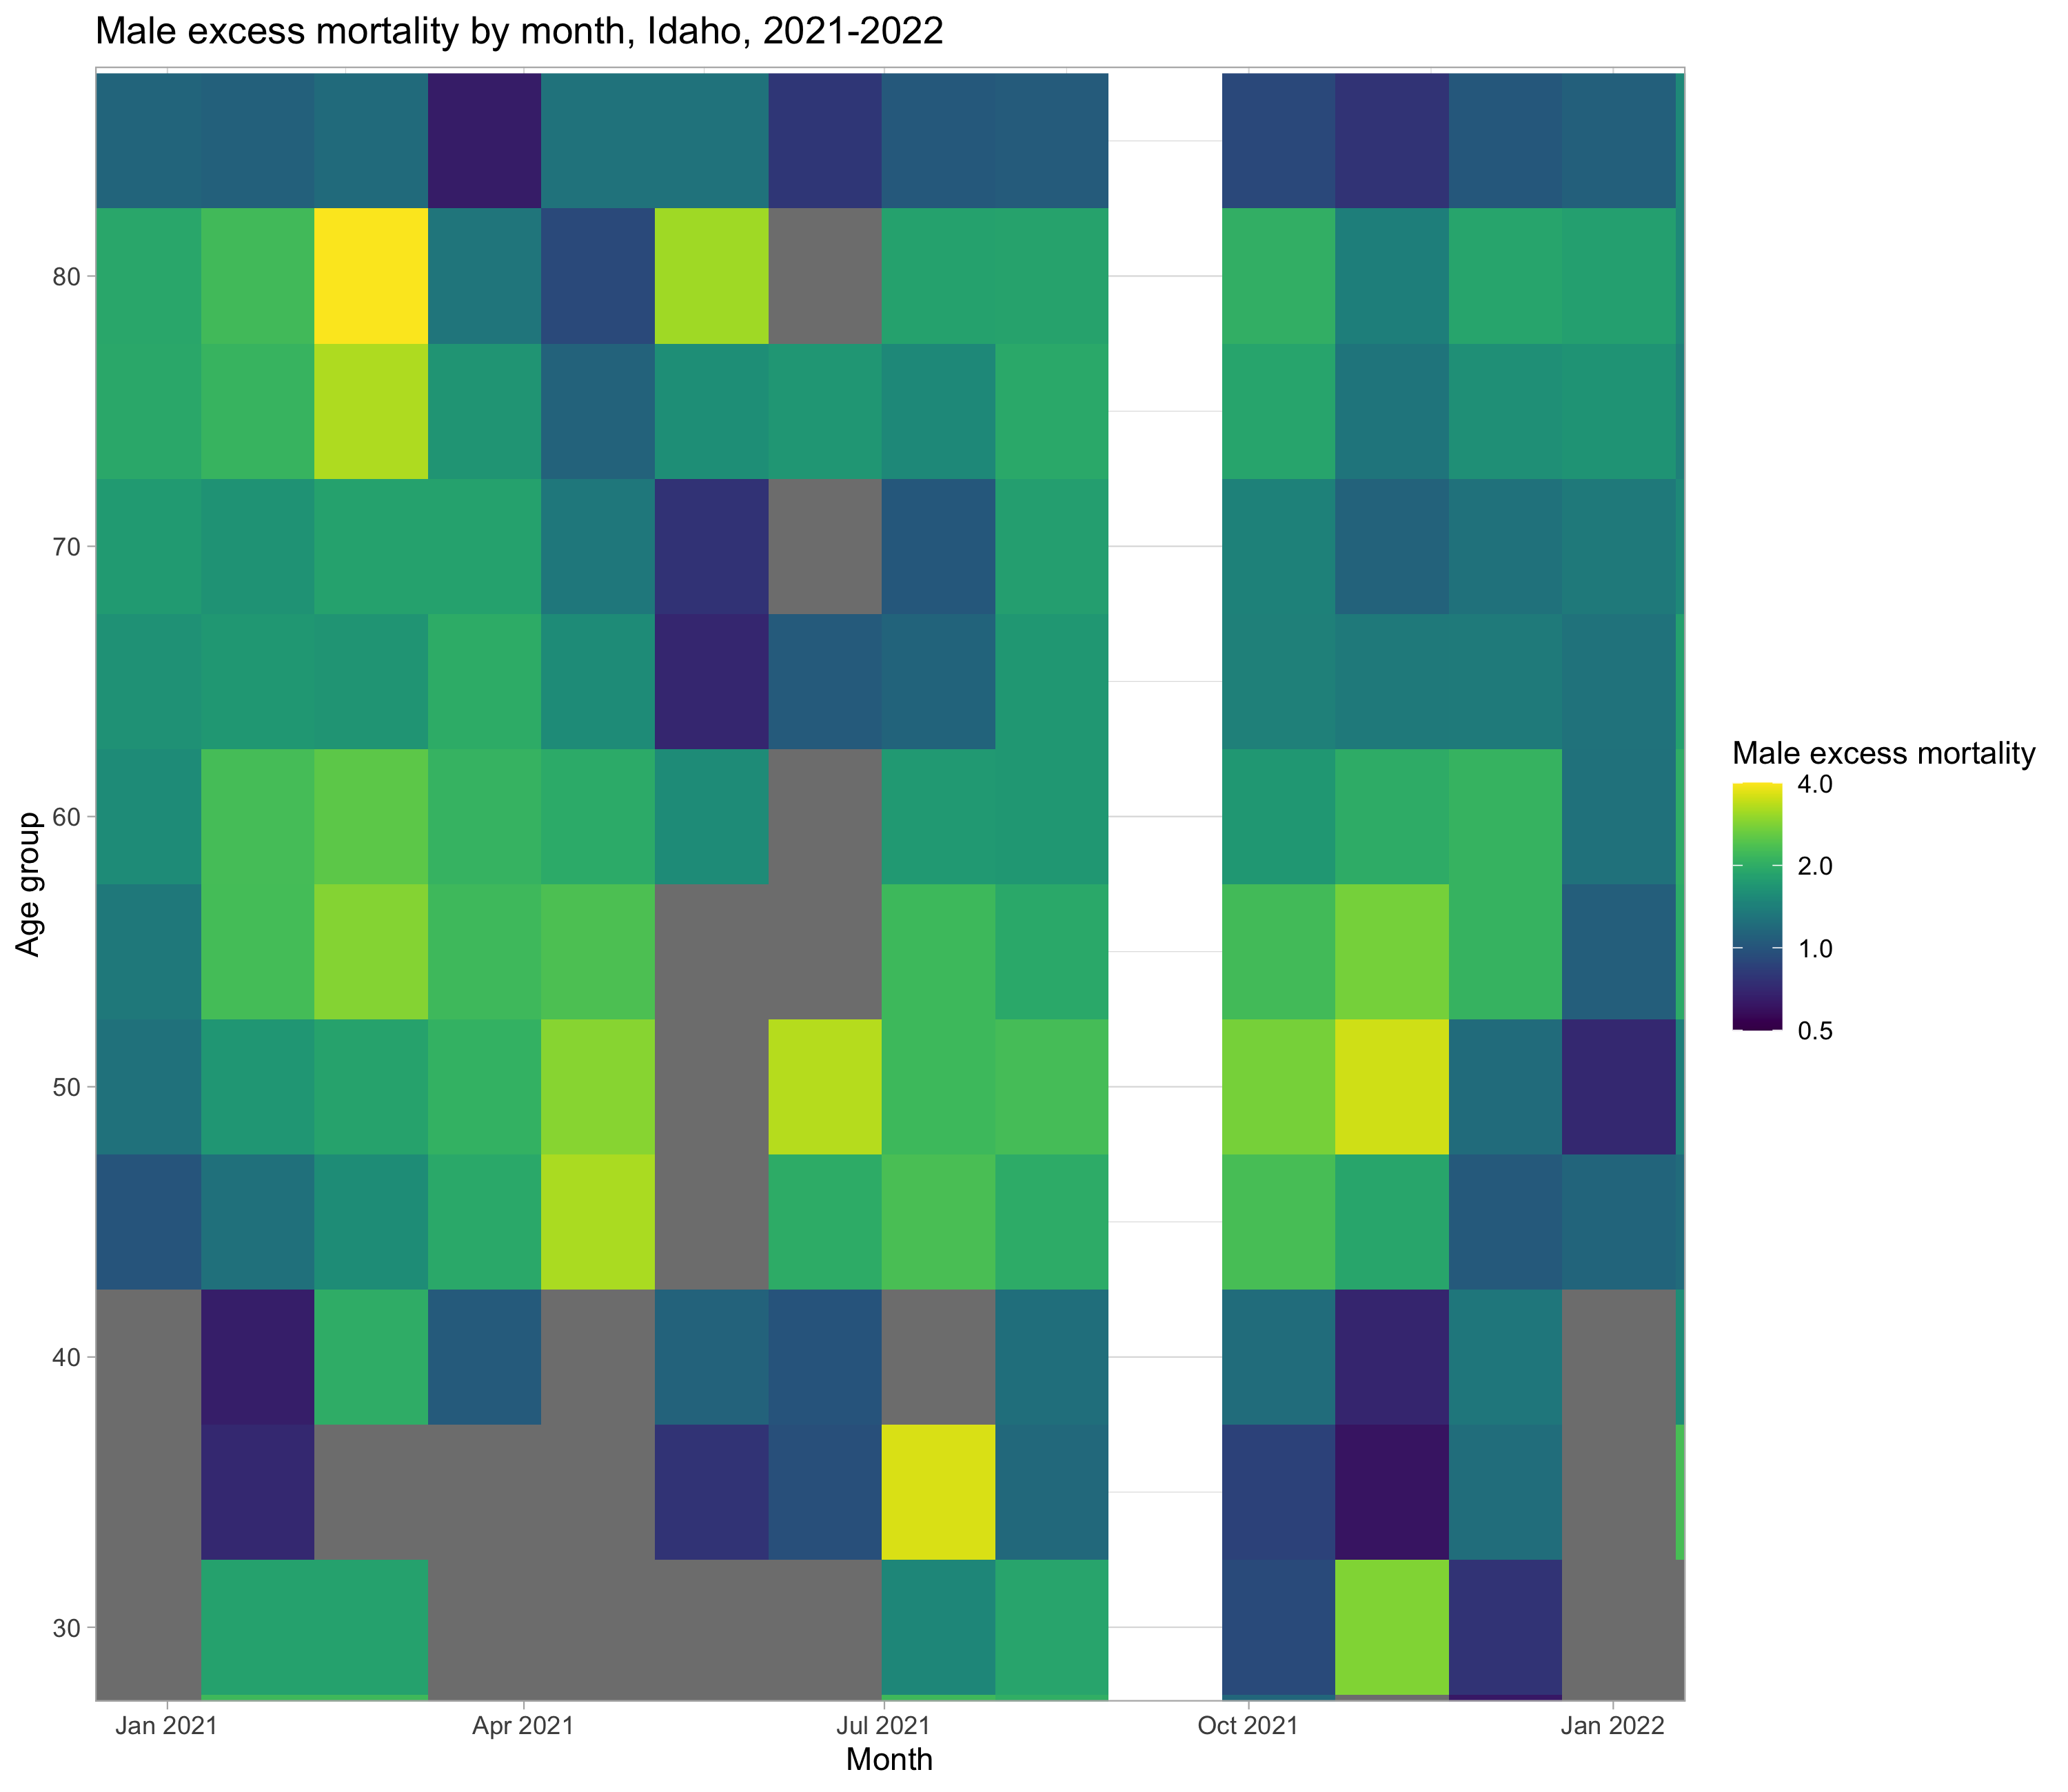 Male excess mortality by month, Idaho, 2021-2022
Age group
80
70
60
50
40
30
Jan 2021
Apr 2021
Jul 2021
Oct 2021
Jan 2022
Month
Male excess mortality
4.0
2.0
1.0
0.5